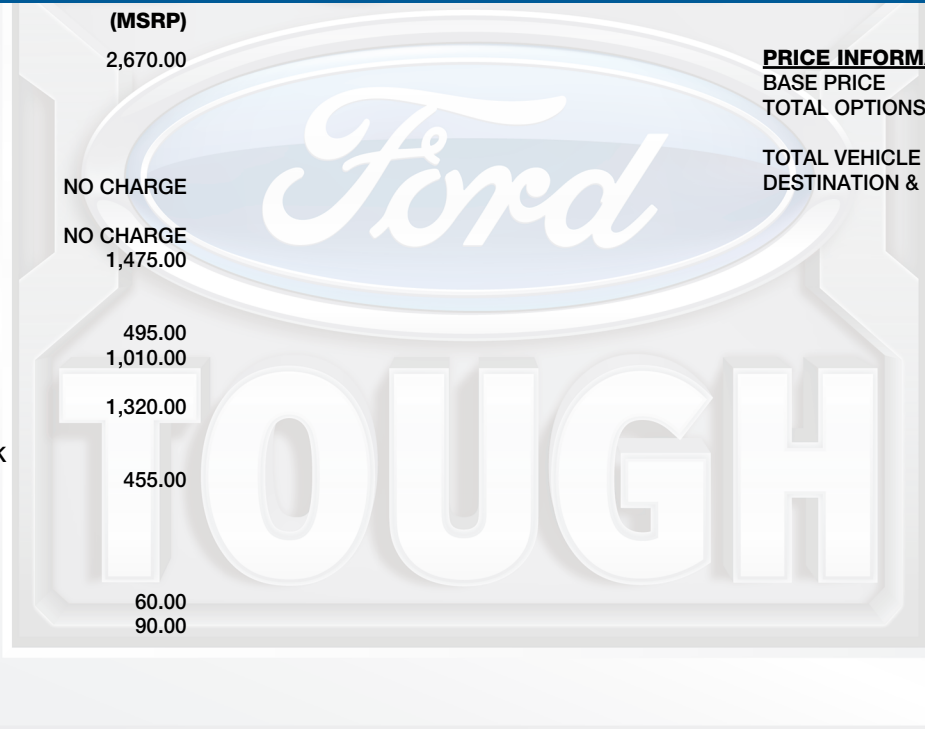 (MSRP)
2,670.00
NO CHARGE
NO CHARGE
1,475.00
495.00
1,010.00
1,320.00
K
455.00
60.00
90.00
PRICE INFORMA
BASE PRICE
TOTAL OPTIONS
TOTAL VEHICLE
DESTINATION &
Ford
TOUGH